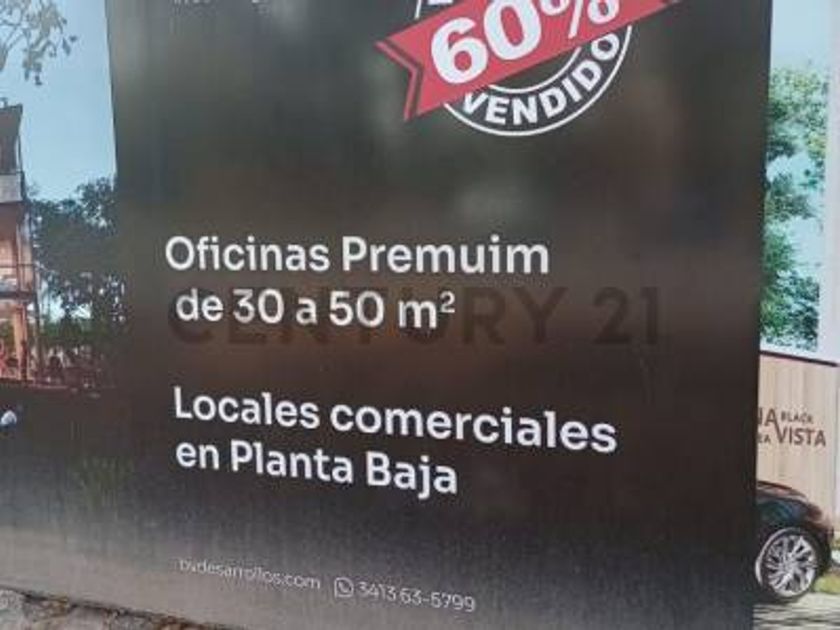 60%
VENDIDO
Oficinas Premuim
de 30 a 50 m²
CENTURY 21
Locales comerciales
en Planta Baja
BLACK
VISTA
bvdesarrollos.com 3413 63-5799